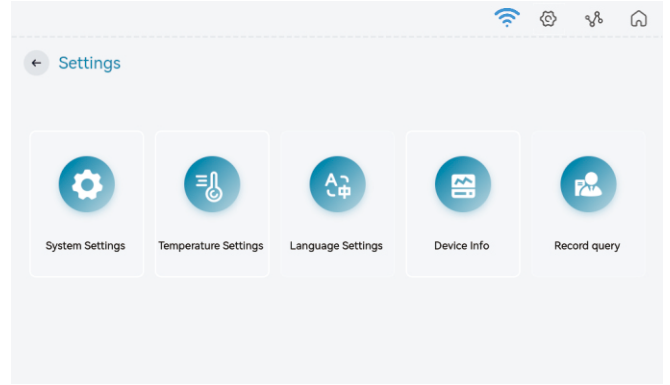 Settings
System Settings
Temperature Settings
Language Settings
Device Info
Record query